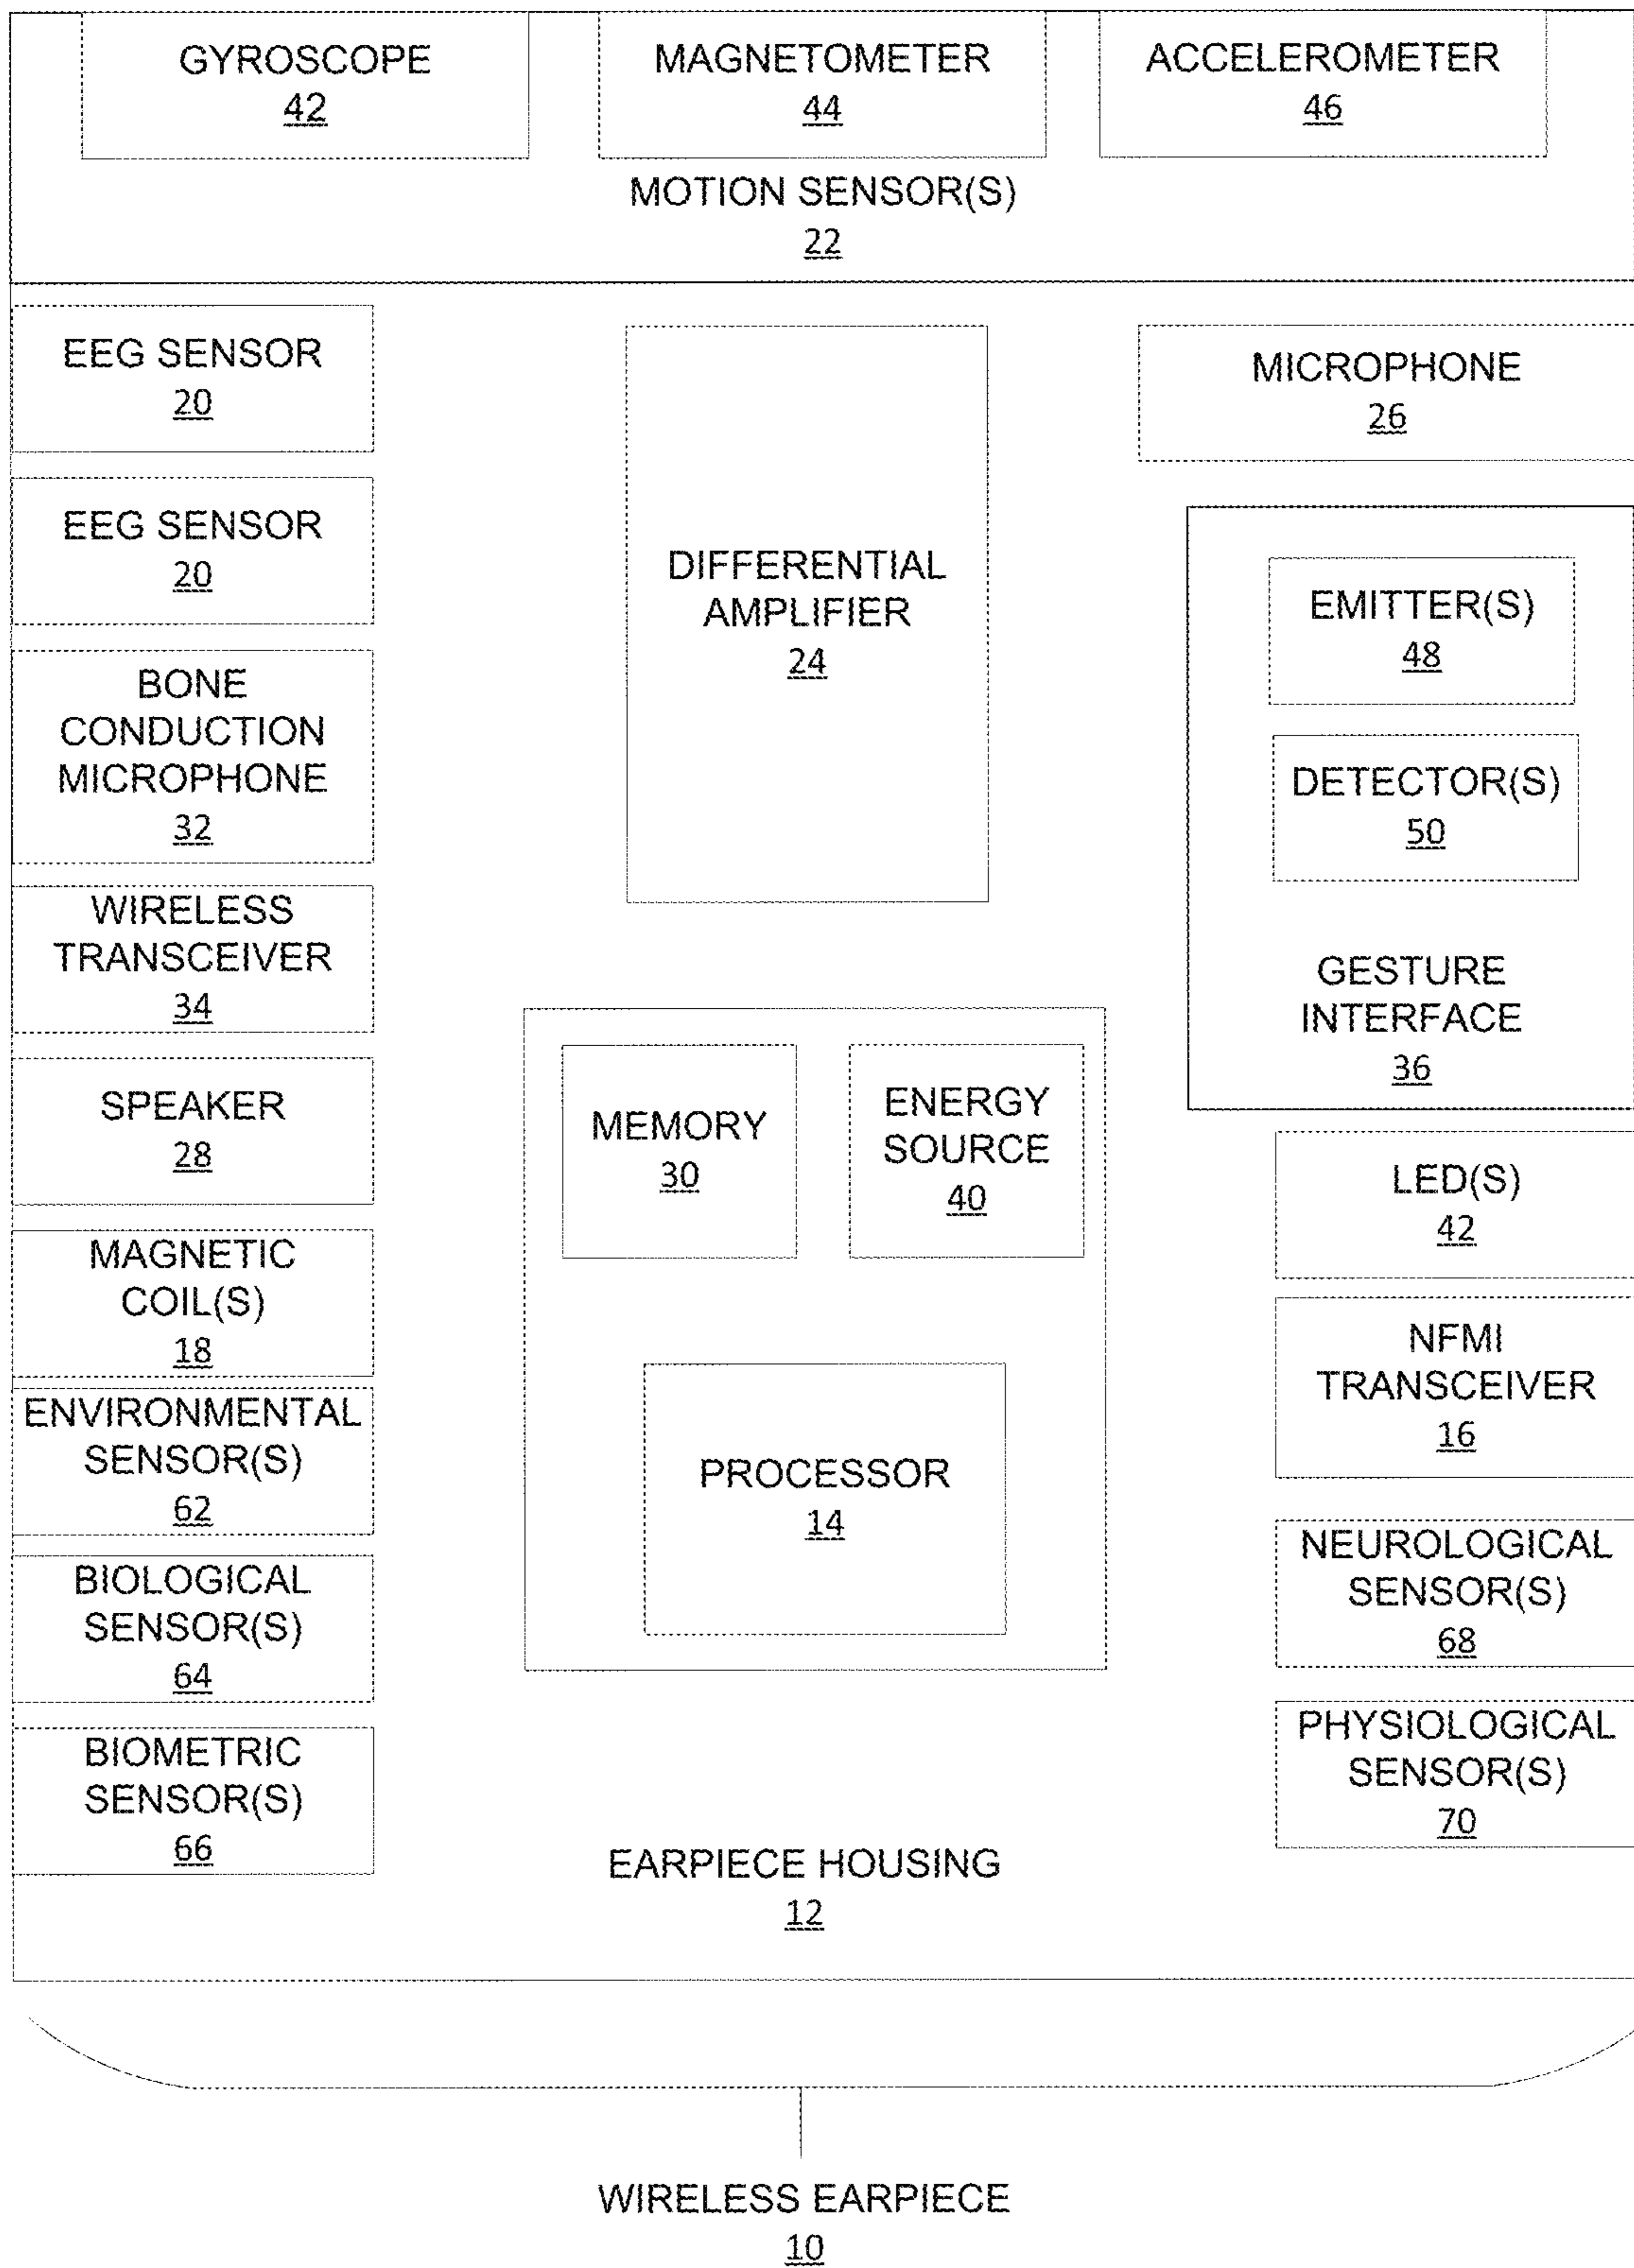 GYROSCOPE
42
MAGNETOMETER
44
ACCELEROMETER
46
MOTION SENSOR(S)
22
EEG SENSOR
20
EEG SENSOR
20
BONE
CONDUCTION
MICROPHONE
32
WIRELESS
TRANSCEIVER
34
SPEAKER
28
MAGNETIC
COIL(S)
18
ENVIRONMENTAL
SENSOR(S)
62
BIOLOGICAL
SENSOR(S)
64
BIOMETRIC
SENSOR(S)
66
DIFFERENTIAL
AMPLIFIER
24
MEMORY
30
ENERGY
SOURCE
40
PROCESSOR
14
MICROPHONE
26
EMITTER(S)
48
DETECTOR(S)
50
GESTURE
INTERFACE
36
LED(S)
42
NFMI
TRANSCEIVER
16
NEUROLOGICAL
SENSOR(S)
68
PHYSIOLOGICAL
SENSOR(S)
70
EARPIECE HOUSING
12
WIRELESS EARPIECE
10